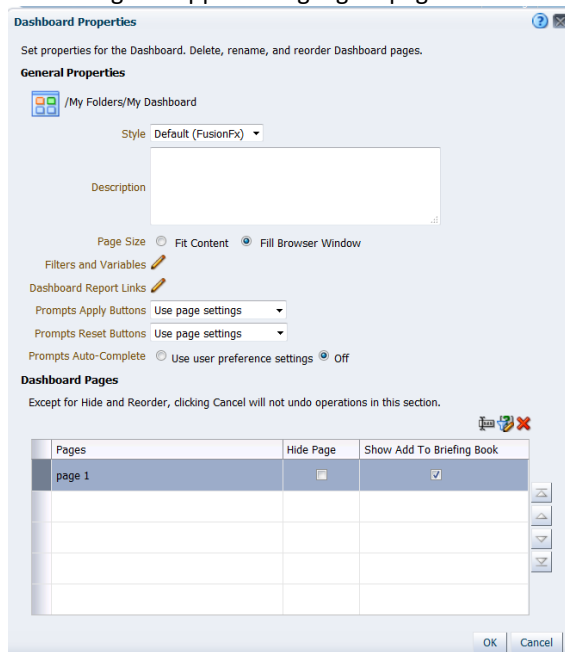 Dashboard Properties
Set properties for the Dashboard. Delete, rename, and reorder Dashboard pages.
General Properties
/My Folders/My Dashboard
Style Default (FusionFx)
Description
Page Size Fit Content Fill Browser Window
Filters and Variables
Dashboard Report Links
Prompts Apply Buttons Use page settings
Prompts Reset Buttons Use page settings
Prompts Auto-Complete Use user preference settings Off
Dashboard Pages
Except for Hide and Reorder, clicking Cancel will not undo operations in this section.
Pages Hide Page Show Add To Briefing Book
page 1
OK Cancel